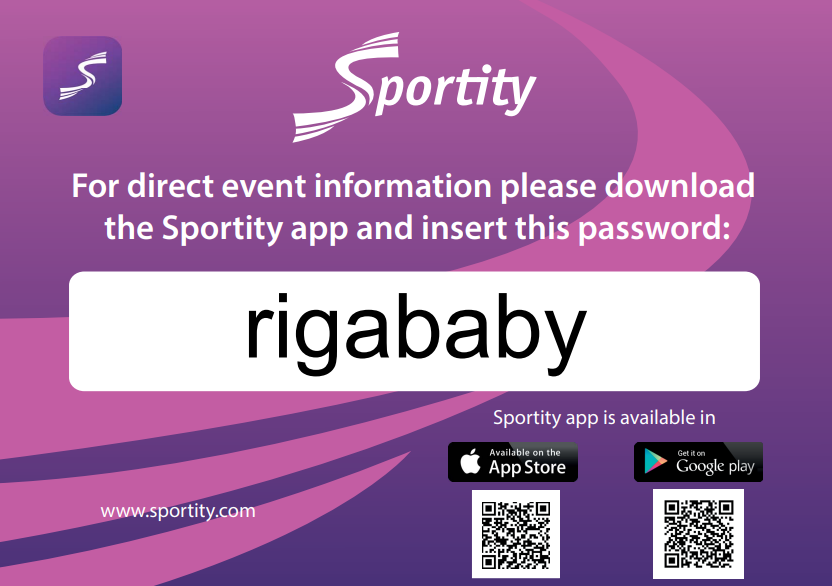 Sportity
For direct event information please download
the Sportity app and insert this password:
rigababy
Sportity app is available in
Available on the
App Store
Get it on
Google play
www.sportity.com